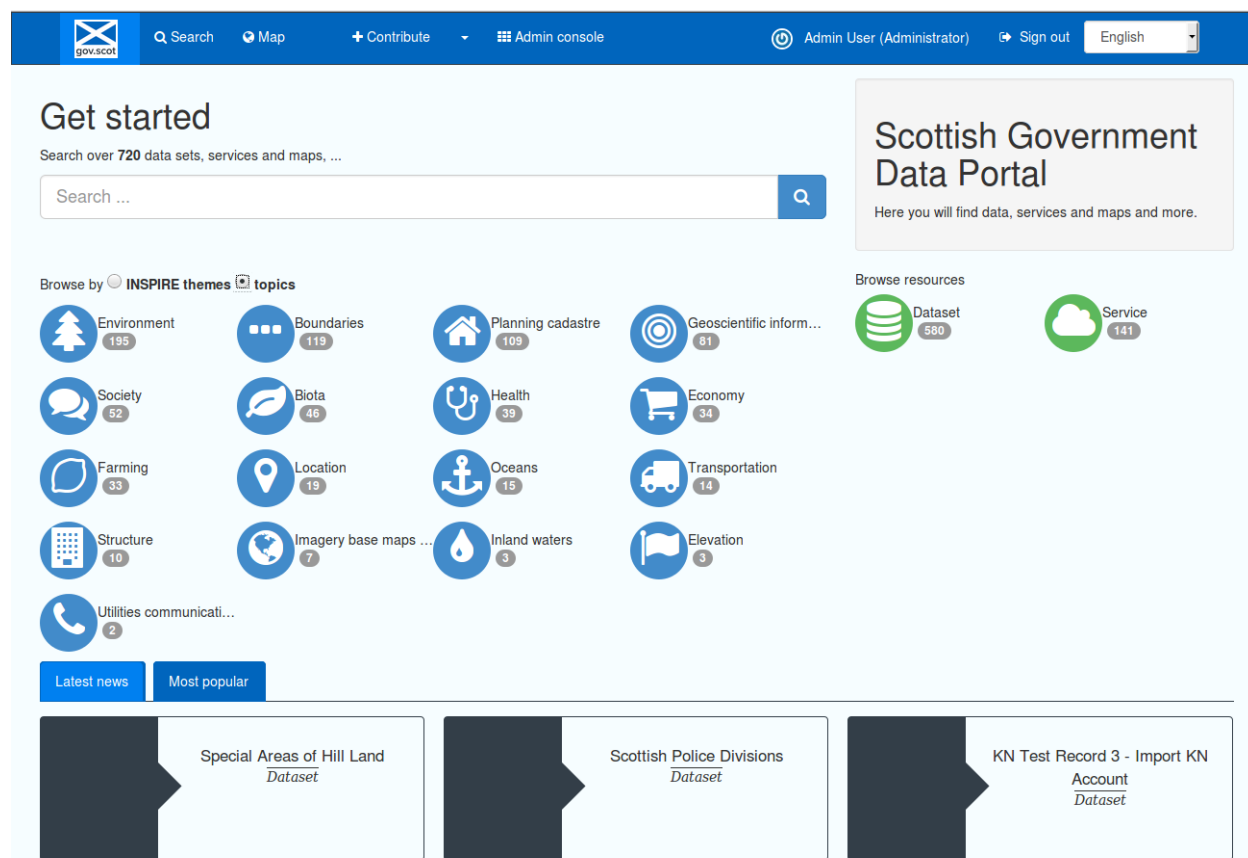 gov.scot
Search
Map
Contribute
Admin console
Admin User (Administrator)
Sign out
English
Get started
Search over 720 data sets, services and maps, ...
Search ...
Scottish Government
Data Portal
Here you will find data, services and maps and more.
Browse by INSPIRE themes topics
Environment
195
Boundaries
119
Planning cadastre
109
Geoscientific inform...
81
Society
52
Biota
46
Health
39
Economy
34
Farming
33
Location
19
Oceans
15
Transportation
14
Structure
10
Imagery base maps ...
7
Inland waters
3
Elevation
3
Utilities communicati...
2
Browse resources
Dataset
580
Service
141
Latest news
Most popular
Special Areas of Hill Land
Dataset
Scottish Police Divisions
Dataset
KN Test Record 3 - Import KN
Account
Dataset